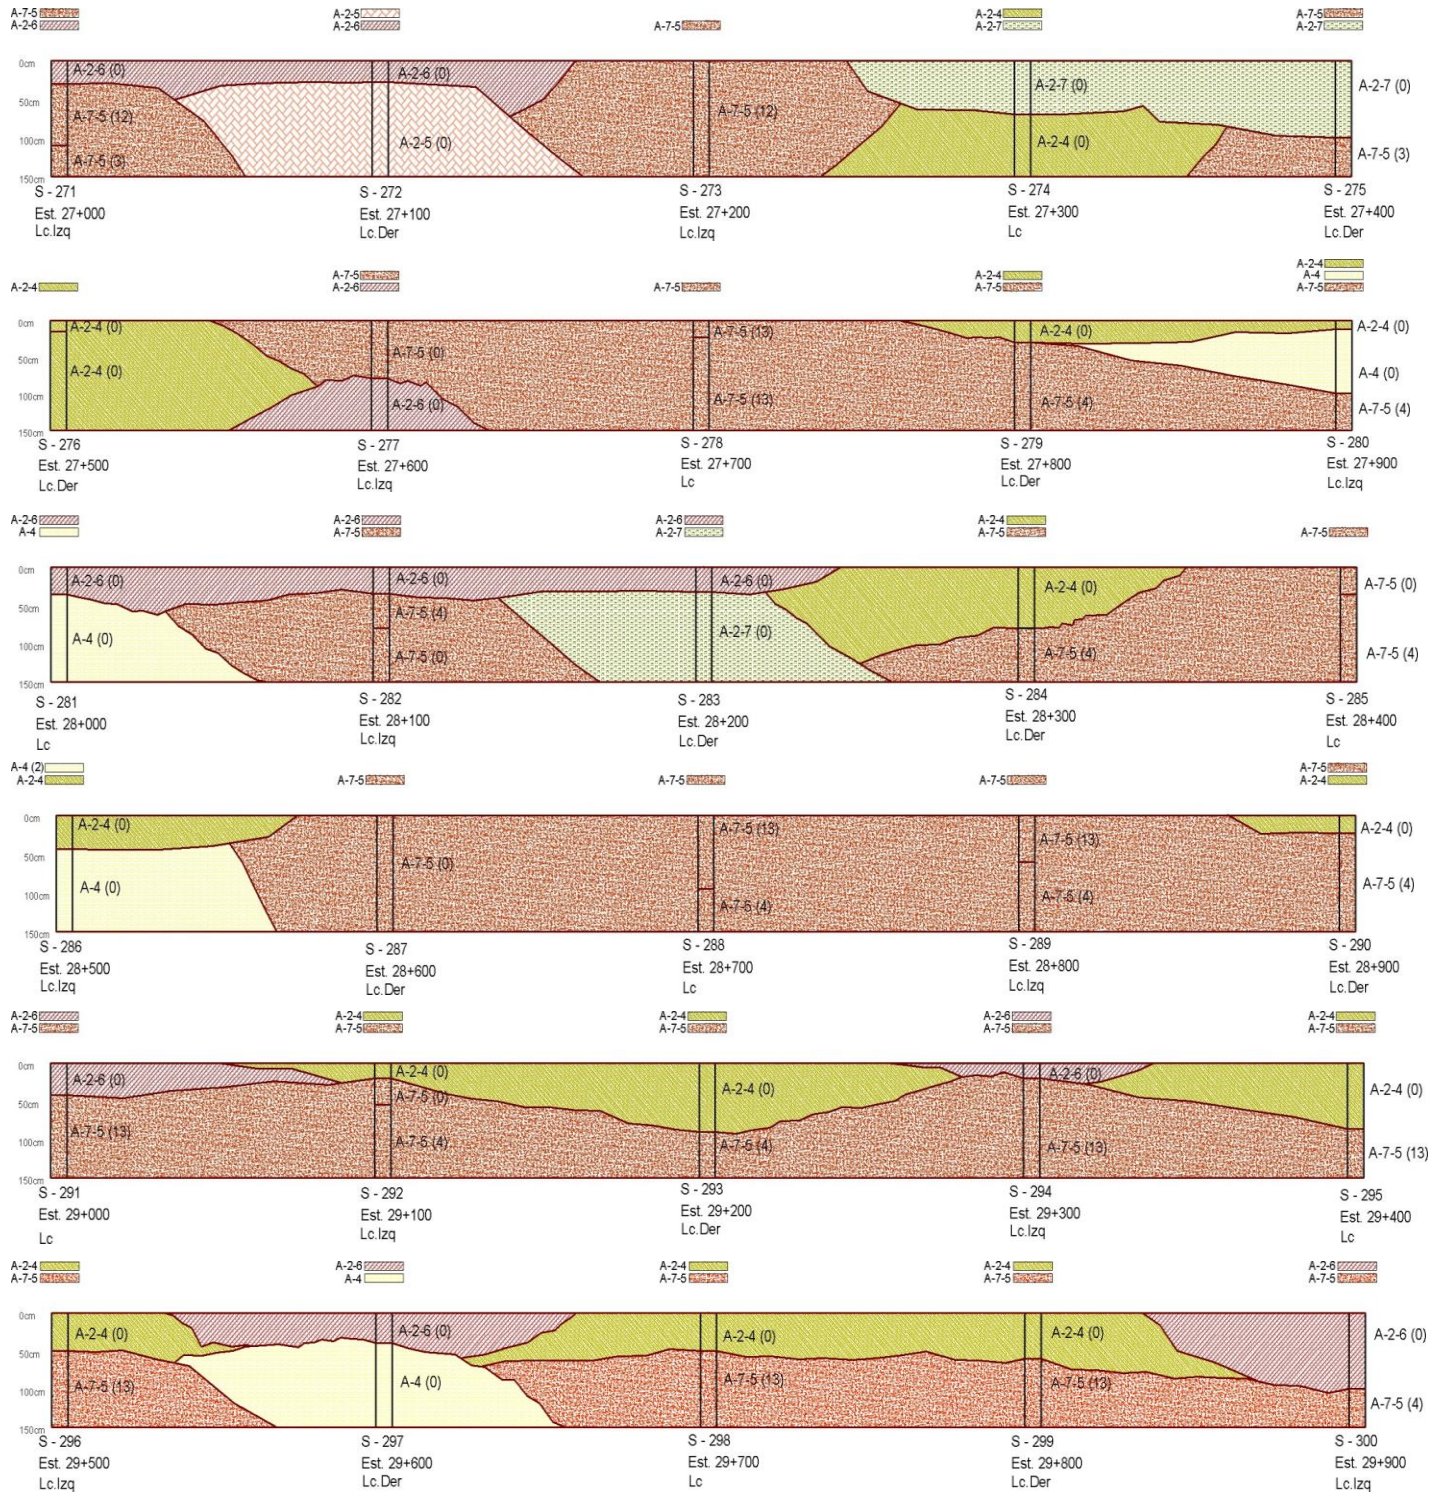 A-7-5 A-2-5 A-2-4 A-7-5
A-2-6 A-2-6 A-7-5 A-2-7 A-2-7
0cm A-2-6 (0) A-2-6 (0) A-2-7 (0) A-2-7 (0)
50cm A-7-5 (12) A-7-5 (12)
100cm A-2-5 (0) A-2-4 (0)
150cm A-7-5 (3) A-7-5 (3)
S - 271 S - 272 S - 273 S - 274 S - 275
Est. 27+000 Est. 27+100 Est. 27+200 Est. 27+300 Est. 27+400
Lc.Izq Lc.Der Lc.Izq Lc Lc.Der
A-2-4
A-7-5 A-2-4 A-4
A-2-4 A-2-6 A-7-5 A-7-5 A-7-5
0cm A-2-4 (0) A-7-5 (13) A-2-4 (0) A-2-4 (0)
50cm A-2-4 (0) A-7-5 (0) A-4 (0)
100cm A-2-6 (0) A-7-5 (13) A-7-5 (4) A-7-5 (4)
150cm
S - 276 S - 277 S - 278 S - 279 S - 280
Est. 27+500 Est. 27+600 Est. 27+700 Est. 27+800 Est. 27+900
Lc.Der Lc.Izq Lc Lc.Der Lc.Izq
A-2-6 A-2-6 A-2-6 A-2-4
A-4 A-7-5 A-2-7 A-7-5 A-7-5
0cm A-2-6 (0) A-2-6 (0) A-2-6 (0) A-2-4 (0) A-7-5 (0)
50cm A-7-5 (4)
100cm A-4 (0) A-7-5 (0) A-2-7 (0) A-7-5 (4) A-7-5 (4)
150cm
S - 281 S - 282 S - 283 S - 284 S - 285
Est. 28+000 Est. 28+100 Est. 28+200 Est. 28+300 Est. 28+400
Lc Lc.Izq Lc.Der Lc.Der Lc
A-4 (2) A-7-5
A-2-4 A-7-5 A-7-5 A-7-5 A-2-4
0cm A-2-4 (0) A-7-5 (13) A-7-5 (13) A-2-4 (0)
50cm A-7-5 (0)
100cm A-4 (0) A-7-5 (4) A-7-5 (4) A-7-5 (4)
150cm
S - 286 S - 287 S - 288 S - 289 S - 290
Est. 28+500 Est. 28+600 Est. 28+700 Est. 28+800 Est. 28+900
Lc.Izq Lc.Der Lc Lc.Izq Lc.Der
A-2-6 A-2-4 A-2-4 A-2-6 A-2-4
A-7-5 A-7-5 A-7-5 A-7-5 A-7-5
0cm A-2-6 (0) A-2-4 (0) A-2-4 (0) A-2-6 (0) A-2-4 (0)
50cm A-7-5 (0)
100cm A-7-5 (13) A-7-5 (4) A-7-5 (4) A-7-5 (13) A-7-5 (13)
150cm
S - 291 S - 292 S - 293 S - 294 S - 295
Est. 29+000 Est. 29+100 Est. 29+200 Est. 29+300 Est. 29+400
Lc Lc.Izq Lc.Der Lc.Izq Lc
A-2-4 A-2-6 A-2-4 A-2-4 A-2-6
A-7-5 A-4 A-7-5 A-7-5 A-7-5
0cm A-2-4 (0) A-2-6 (0) A-2-4 (0) A-2-4 (0) A-2-6 (0)
50cm
100cm A-7-5 (13) A-4 (0) A-7-5 (13) A-7-5 (13) A-7-5 (4)
150cm
S - 296 S - 297 S - 298 S - 299 S - 300
Est. 29+500 Est. 29+600 Est. 29+700 Est. 29+800 Est. 29+900
Lc.Izq Lc.Der Lc Lc.Der Lc.Izq